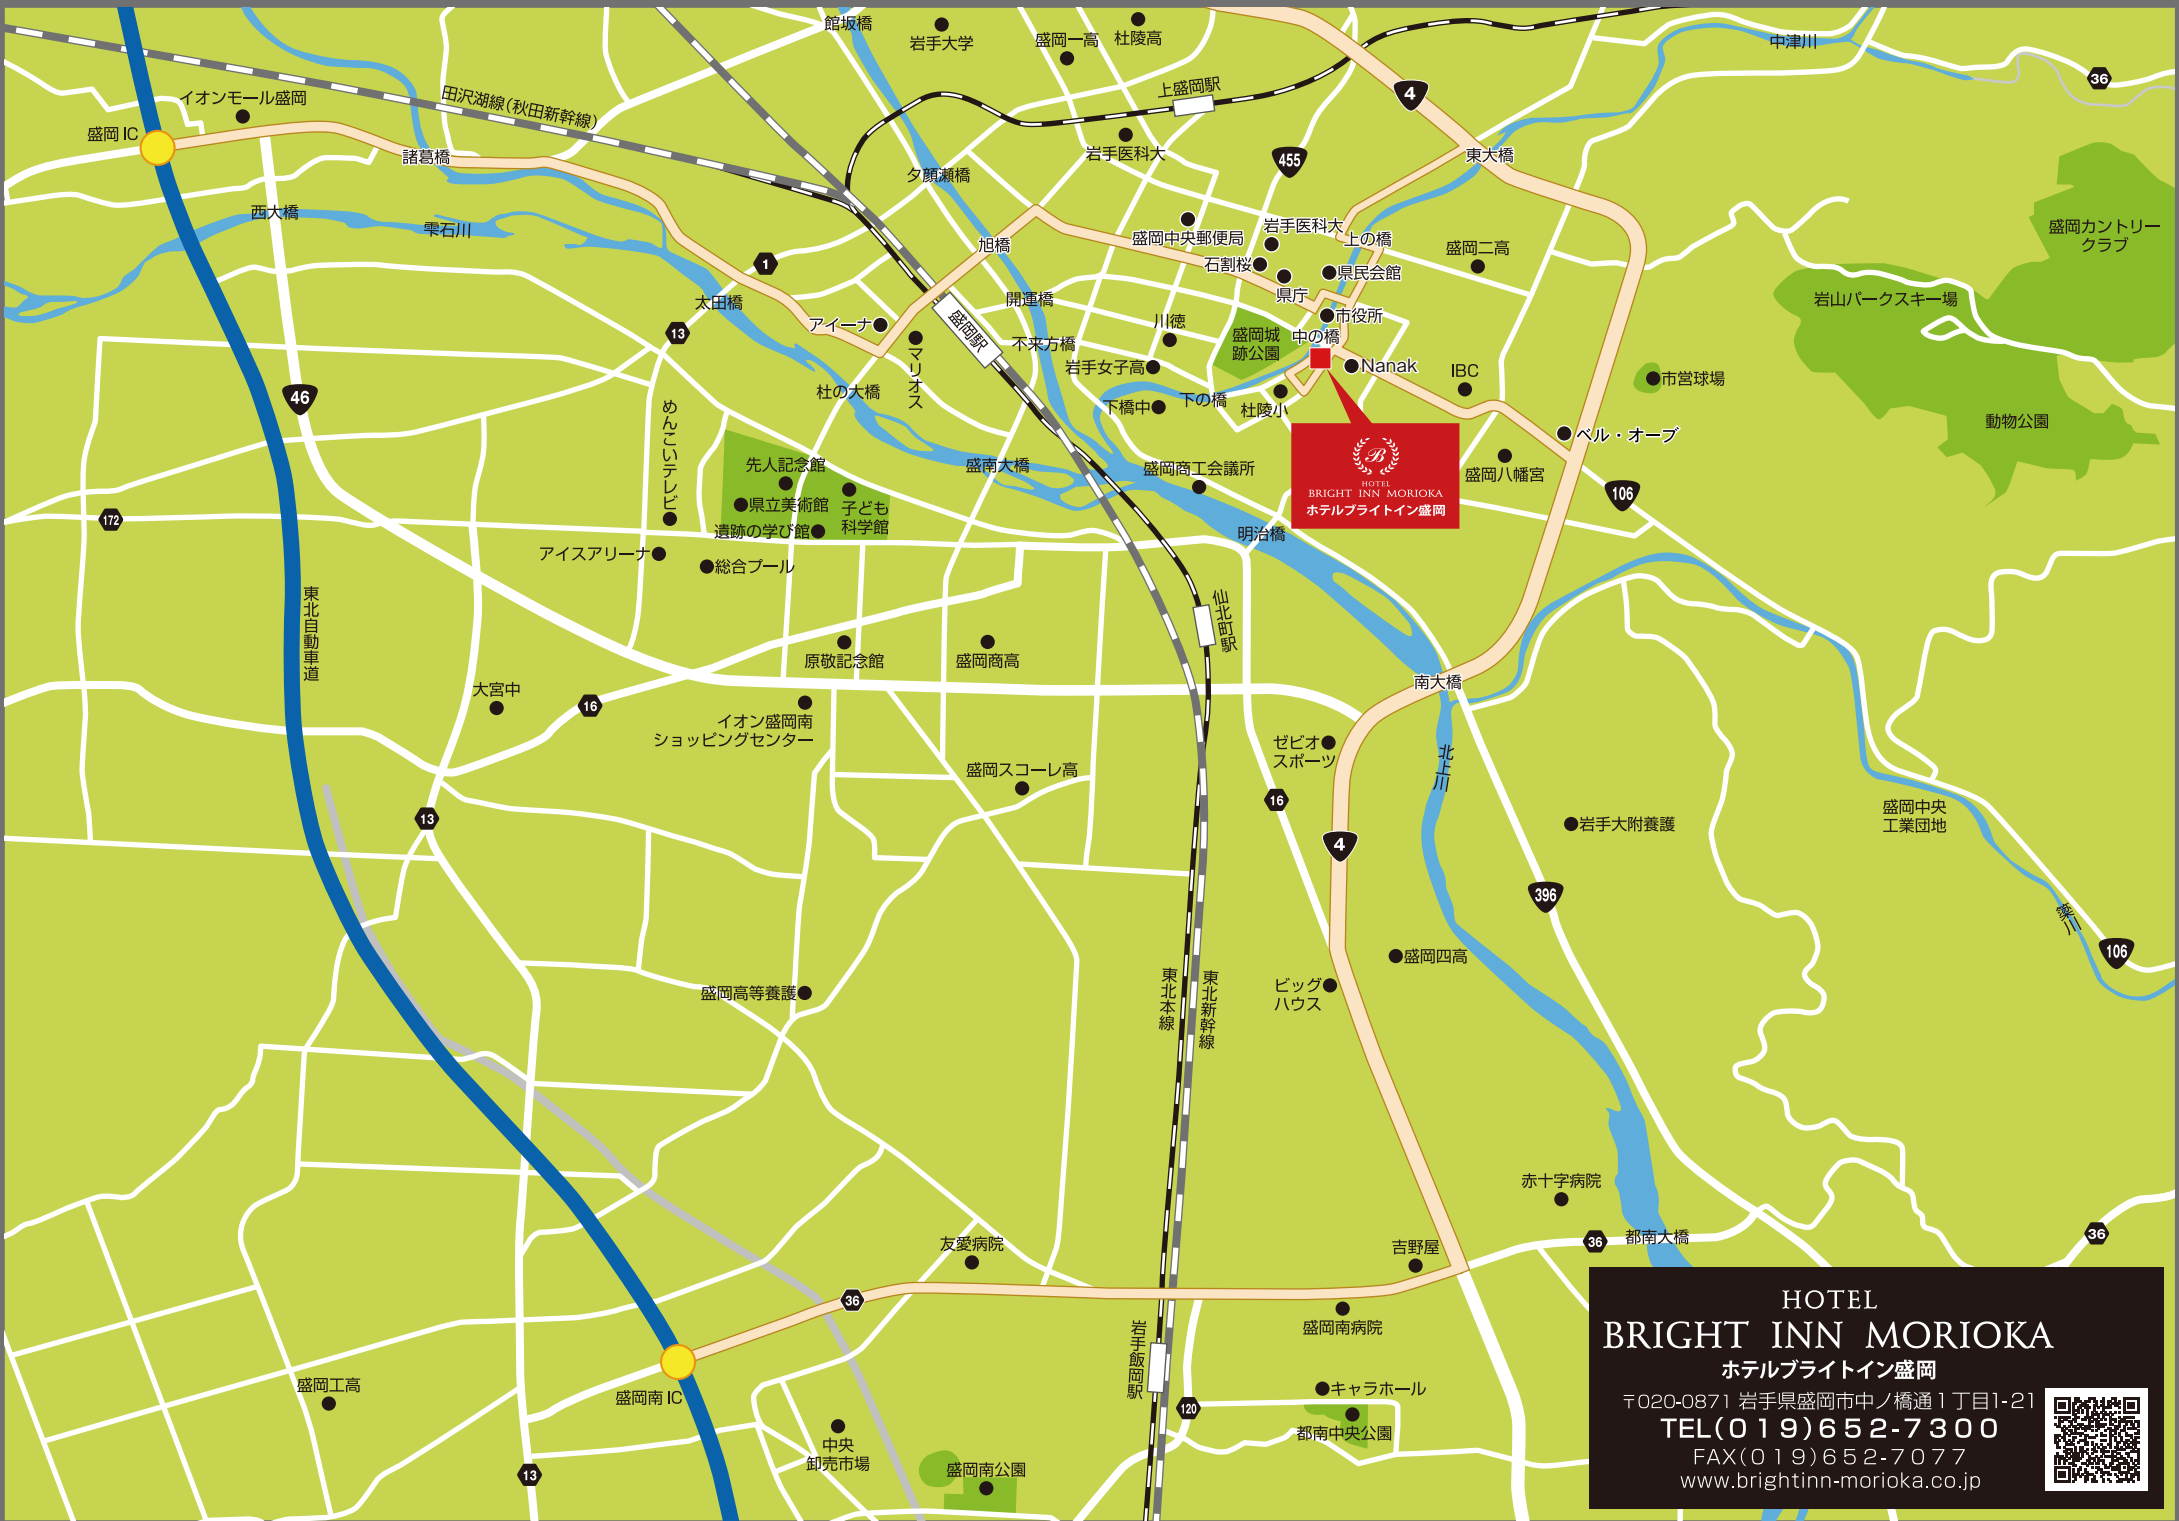 館坂橋
岩手大学
盛岡一高
杜陵高
中津川
36
イオンモール盛岡
田沢湖線(秋田新幹線)
上盛岡駅
4
盛岡 IC
諸葛橋
岩手医科大
455
東大橋
夕顔瀬橋
西大橋
雫石川
旭橋
盛岡中央郵便局
岩手医科大
上の橋
盛岡二高
盛岡カントリー
クラブ
1
石割桜
県民会館
県庁
太田橋
開運橋
岩山パークスキー場
アイーナ
盛岡駅
川徳
市役所
13
マリオス
不来方橋
盛岡城
跡公園
中の橋
岩手女子高
Nanak
IBC
市営球場
46
杜の大橋
下橋中
下の橋
杜陵小
動物公園
めんこいテレビ
ベル・オーブ
先人記念館
盛南大橋
盛岡商工会議所
B
HOTEL
BRIGHT INN MORIOKA
ホテルブライトイン盛岡
盛岡八幡宮
106
県立美術館
子ども
科学館
172
遺跡の学び館
明治橋
アイスアリーナ
総合プール
東北自動車道
仙北町駅
原敬記念館
盛岡商高
南大橋
大宮中
16
イオン盛岡南
ショッピングセンター
ゼビオ
スポーツ
北上川
盛岡スコーレ高
16
13
4
岩手大附養護
盛岡中央
工業団地
396
簗川
106
盛岡四高
東北本線
東北新幹線
ビッグ
ハウス
盛岡高等養護
赤十字病院
友愛病院
吉野屋
36
都南大橋
36
36
盛岡南病院
岩手飯岡駅
盛岡工高
盛岡南 IC
キャラホール
120
都南中央公園
中央
卸売市場
盛岡南公園
13
HOTEL
BRIGHT INN MORIOKA
ホテルブライトイン盛岡
〒020-0871 岩手県盛岡市中ノ橋通1丁目1-21
TEL(019)652-7300
FAX(019)652-7077
www.brightinn-morioka.co.jp